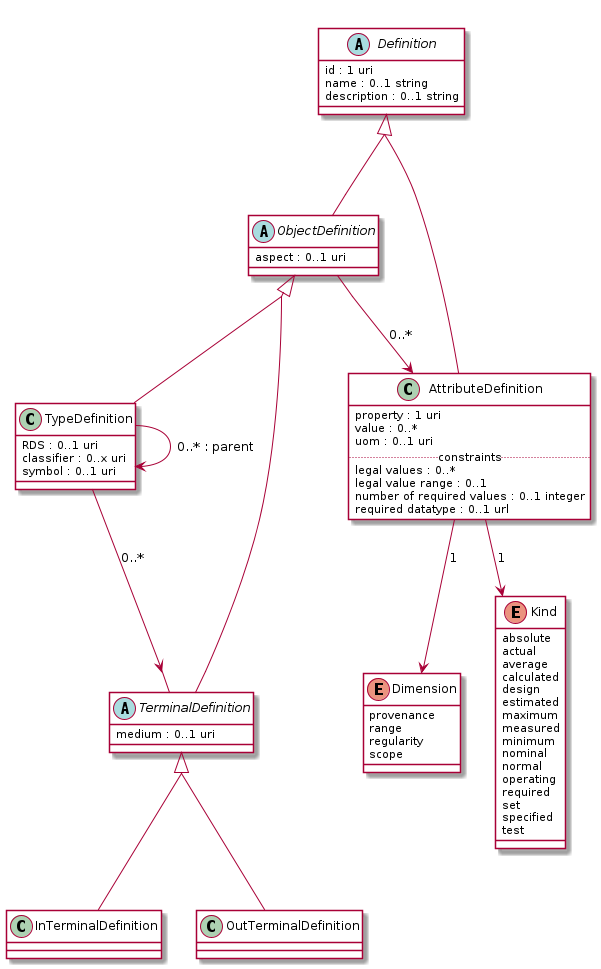 A Definition
id : 1 uri
name : 0..1 string
description : 0..1 string
A ObjectDefinition
aspect : 0..1 uri
0..*
C AttributeDefinition
property : 1 uri
value : 0..*
uom : 0..1 uri
constraints
legal values : 0..*
legal value range : 0..1
number of required values : 0..1 integer
required datatype : 0..1 url
C TypeDefinition
RDS : 0..1 uri
classifier : 0..x uri
symbol : 0..1 uri
0..* : parent
0..*
1
1
E Kind
absolute
actual
average
calculated
design
estimated
maximum
measured
minimum
nominal
normal
operating
required
set
specified
test
E Dimension
provenance
range
regularity
scope
A TerminalDefinition
medium : 0..1 uri
C InTerminalDefinition
C OutTerminalDefinition